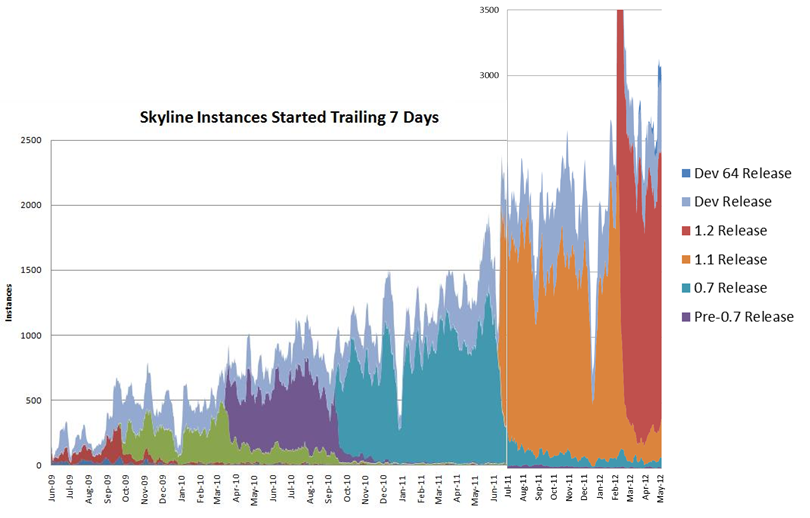 3500
3000
Skyline Instances Started Trailing 7 Days
2500
2000
1500
1000
500
0
Instances
Dev 64 Release
Dev Release
1.2 Release
1.1 Release
0.7 Release
Pre-0.7 Release
Jun-09
Jul-09
Aug-09
Sep-09
Oct-09
Nov-09
Dec-09
Jan-10
Feb-10
Mar-10
Apr-10
May-10
Jun-10
Jul-10
Aug-10
Sep-10
Oct-10
Nov-10
Dec-10
Jan-11
Feb-11
Mar-11
Apr-11
May-11
Jun-11
Jul-11
Aug-11
Sep-11
Oct-11
Nov-11
Dec-11
Jan-12
Feb-12
Mar-12
Apr-12
May-12